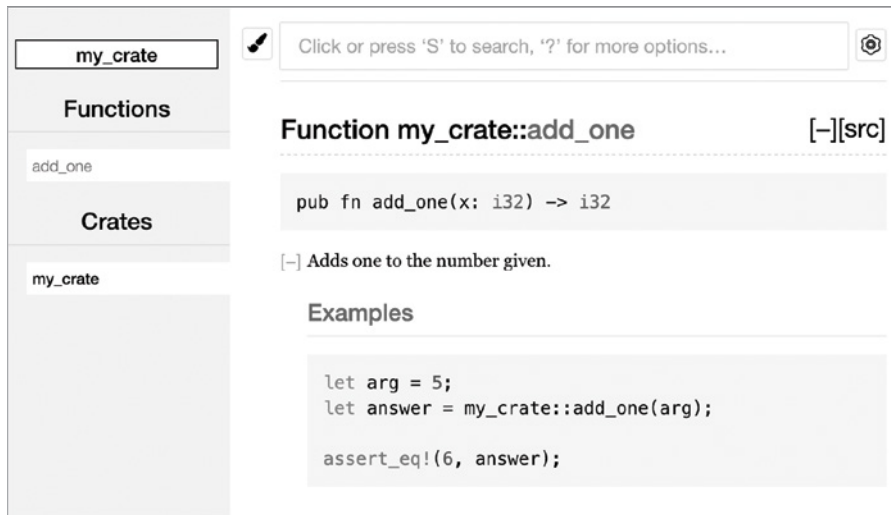 my_crate
Functions
add_one
Crates
my_crate
Click or press ‘S’ to search, ‘?’ for more options…
Function my_crate::add_one [–][src]
pub fn add_one(x: i32) -> i32
[–] Adds one to the number given.
Examples
let arg = 5;
let answer = my_crate::add_one(arg);
assert_eq!(6, answer);